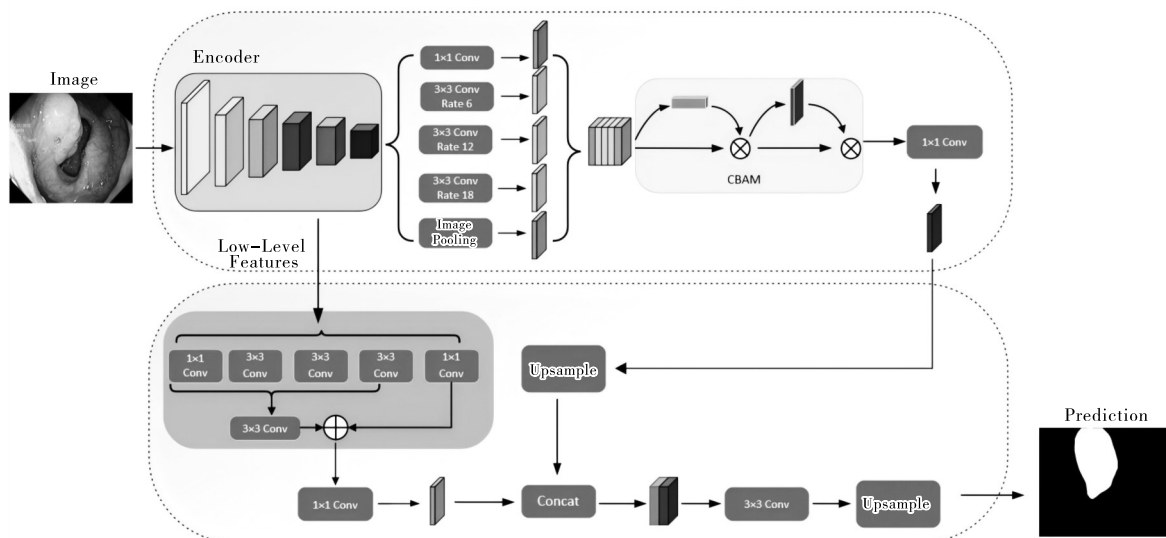 Image
Encoder
1×1 Conv
3×3 Conv
Rate 6
3×3 Conv
Rate 12
3×3 Conv
Rate 18
Image
Pooling
CBAM
1×1 Conv
Low-Level
Features
1×1
Conv
3×3
Conv
3×3
Conv
3×3
Conv
1×1
Conv
3×3 Conv
Upsample
1×1 Conv
Concat
3×3 Conv
Upsample
Prediction